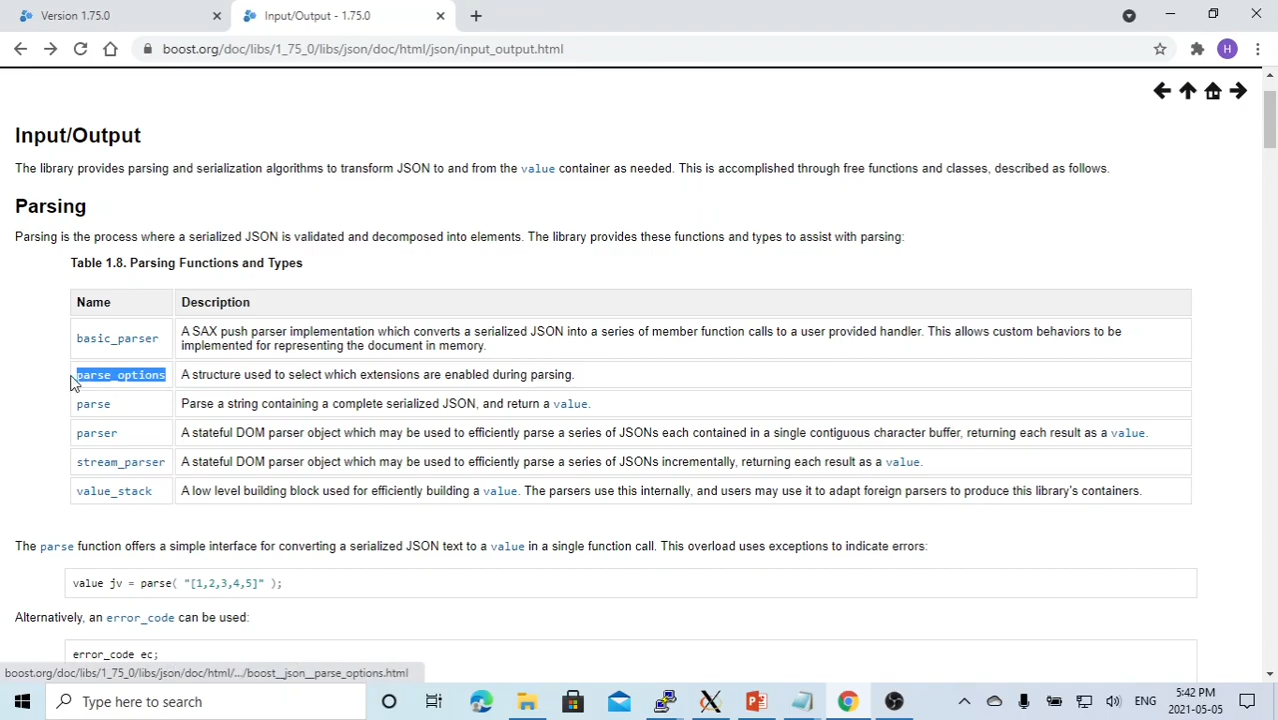 Version 1.75.0
Input/Output - 1.75.0
boost.org/doc/libs/1_75_0/libs/json/doc/html/json/input_output.html
H
Input/Output
The library provides parsing and serialization algorithms to transform JSON to and from the value container as needed. This is accomplished through free functions and classes, described as follows.
Parsing
Parsing is the process where a serialized JSON is validated and decomposed into elements. The library provides these functions and types to assist with parsing:
Table 1.8. Parsing Functions and Types
Name Description
basic_parser A SAX push parser implementation which converts a serialized JSON into a series of member function calls to a user provided handler. This allows custom behaviors to be
implemented for representing the document in memory.
parse_options A structure used to select which extensions are enabled during parsing.
parse Parse a string containing a complete serialized JSON, and return a value.
parser A stateful DOM parser object which may be used to efficiently parse a series of JSONs each contained in a single contiguous character buffer, returning each result as a value.
stream_parser A stateful DOM parser object which may be used to efficiently parse a series of JSONs incrementally, returning each result as a value.
value_stack A low level building block used for efficiently building a value. The parsers use this internally, and users may use it to adapt foreign parsers to produce this library's containers.
The parse function offers a simple interface for converting a serialized JSON text to a value in a single function call. This overload uses exceptions to indicate errors:
value jv = parse( "[1,2,3,4,5]" );
Alternatively, an error_code can be used:
error_code ec;
boost.org/doc/libs/1_75_0/libs/json/doc/html/.../boost__json__parse_options.html
Type here to search
ENG
5:42 PM
2021-05-05